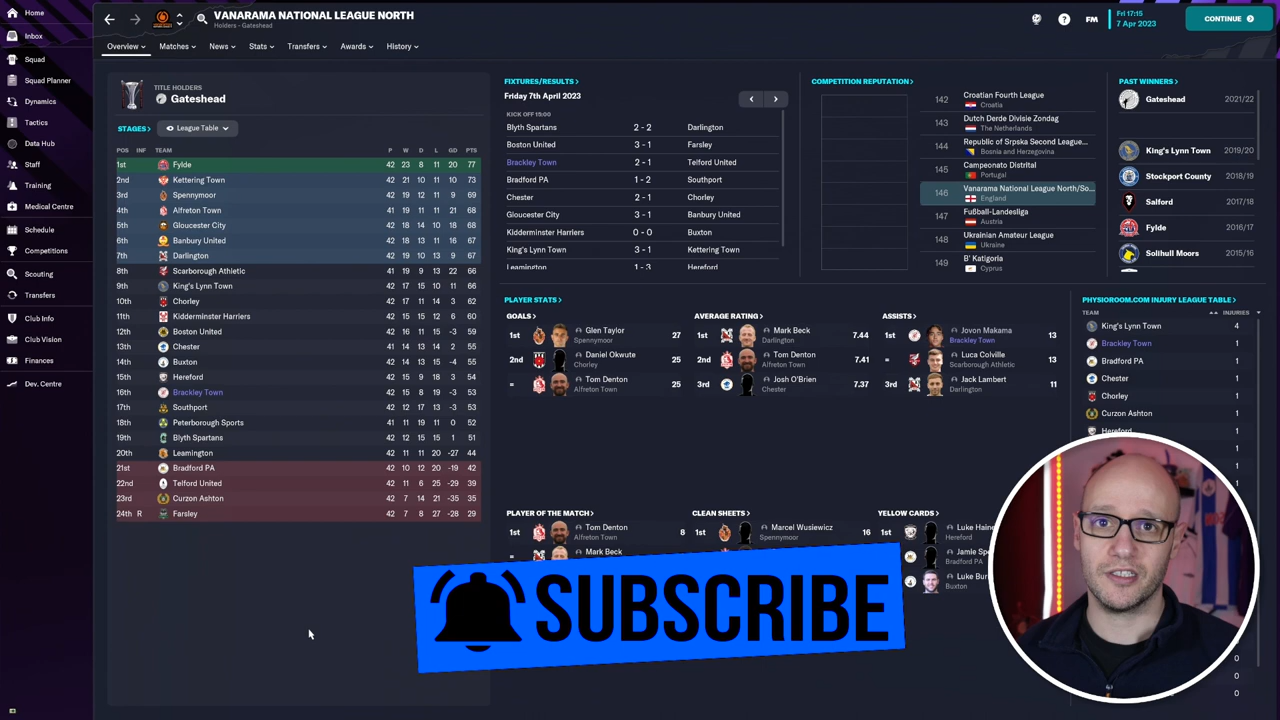 Home
Inbox
Squad
Squad Planner
Dynamics
Tactics
Data Hub
Staff
Training
Medical Centre
Schedule
Competitions
Scouting
Transfers
Club Info
Club Vision
Finances
Dev. Centre
VANARAMA NATIONAL LEAGUE NORTH
Holders - Gateshead
FM
Fri 17:15
7 Apr 2023
CONTINUE
Overview Matches News Stats Transfers Awards History
TITLE HOLDERS
Gateshead
STAGES > League Table
POS INF TEAM P W D L GD PTS
1st Fylde 42 23 8 11 20 77
2nd Kettering Town 42 21 10 11 10 73
3rd Spennymoor 42 19 12 11 9 69
4th Alfreton Town 41 19 11 11 21 68
5th Gloucester City 42 18 14 10 10 68
6th Banbury United 42 18 13 11 16 67
7th Darlington 42 19 10 13 9 67
8th Scarborough Athletic 41 19 9 13 22 66
9th King's Lynn Town 42 17 15 10 11 66
10th Chorley 42 17 11 14 3 62
11th Kidderminster Harriers 42 16 12 14 6 60
12th Boston United 42 16 11 15 -3 59
13th Chester 41 14 13 14 2 55
14th Buxton 42 13 16 13 -4 55
15th Hereford 42 15 9 18 3 54
16th Brackley Town 42 15 8 19 -3 53
17th Southport 42 12 17 13 -3 53
18th Peterborough Sports 41 11 19 11 0 52
19th Blyth Spartans 42 12 15 15 1 51
20th Leamington 42 11 11 20 -27 44
21st Bradford PA 42 10 12 20 -19 42
22nd Telford United 42 11 6 25 -29 39
23rd Curzon Ashton 42 7 14 21 -35 35
24th R Farsley 42 7 8 27 -28 29
FIXTURES/RESULTS >
Friday 7th April 2023
KICK OFF 15:00
Blyth Spartans 2 - 2 Darlington
Boston United 3 - 1 Farsley
Brackley Town 2 - 1 Telford United
Bradford PA 1 - 2 Southport
Chester 2 - 1 Chorley
Gloucester City 3 - 1 Banbury United
Kidderminster Harriers 0 - 0 Buxton
King's Lynn Town 3 - 1 Kettering Town
Leamington 1 - 3 Hereford
COMPETITION REPUTATION >
142 Croatian Fourth League
Croatia
143 Dutch Derde Divisie Zondag
The Netherlands
144 Republic of Srpska Second League...
Bosnia and Herzegovina
145 Campeonato Distrital
Portugal
146 Vanarama National League North/So...
England
147 Fußball-Landesliga
Austria
148 Ukrainian Amateur League
Ukraine
149 B' Katigoria
Cyprus
PAST WINNERS >
Gateshead 2021/22
King's Lynn Town 2019/20
Stockport County 2018/19
Salford 2017/18
Fylde 2016/17
Solihull Moors 2015/16
PLAYER STATS >
GOALS >
1st Glen Taylor 27
Spennymoor
2nd Daniel Okwute 25
Chorley
= Tom Denton 25
Alfreton Town
AVERAGE RATING >
1st Mark Beck 7.44
Darlington
2nd Tom Denton 7.41
Alfreton Town
3rd Josh O'Brien 7.37
Chester
ASSISTS >
1st Jovon Makama 13
Brackley Town
= Luca Colville 13
Scarborough Athletic
3rd Jack Lambert 11
Darlington
PLAYER OF THE MATCH >
1st Tom Denton 8
Alfreton Town
= Mark Beck
CLEAN SHEETS >
1st Marcel Wusiewicz 16
Spennymoor
YELLOW CARDS >
1st Luke Haine
Hereford
Jamie Spe
Bradford PA
Luke Bur
Buxton
PHYSIOROOM.COM INJURY LEAGUE TABLE >
TEAM INJURIES
King's Lynn Town 4
Brackley Town 1
Bradford PA 1
Chester 1
Chorley 1
Curzon Ashton 1
Hereford 1
1
1
0
0
0
SUBSCRIBE